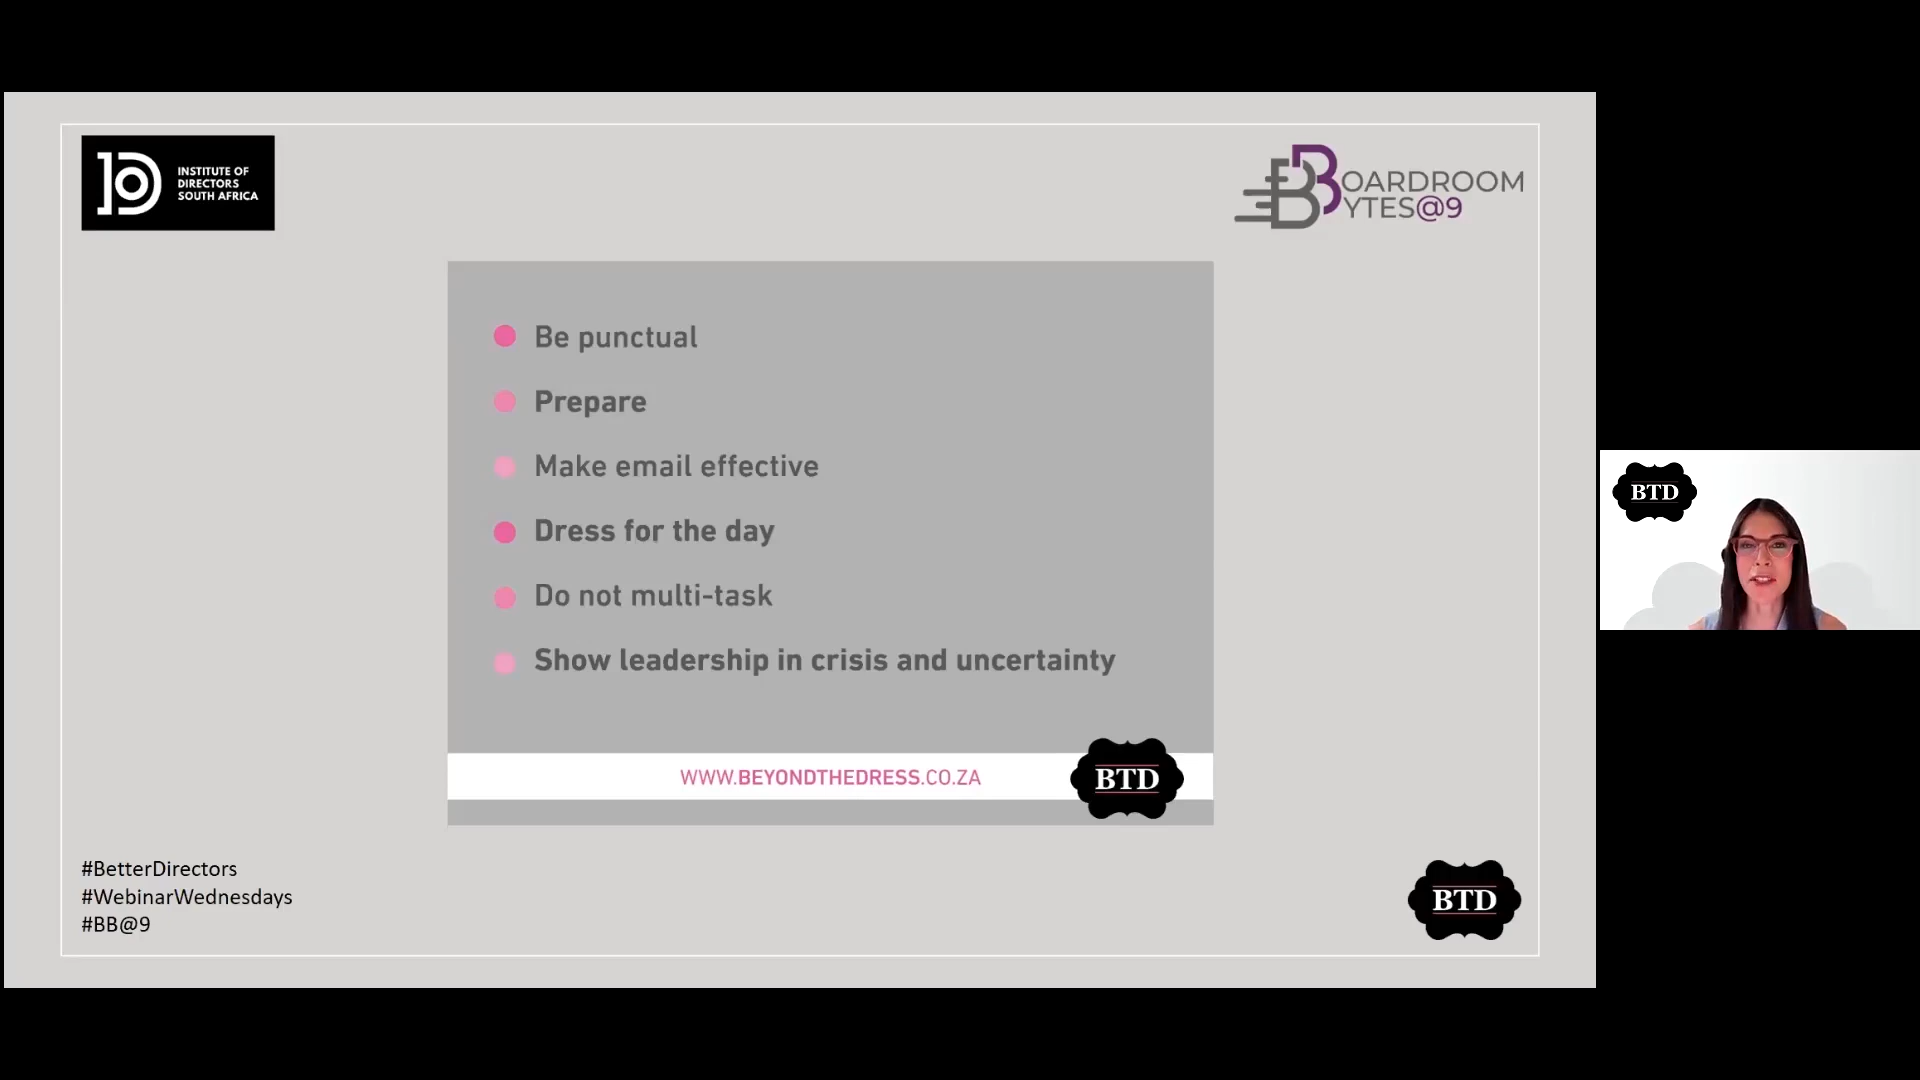 INSTITUTE OF
DIRECTORS
SOUTH AFRICA
BOARDROOM
BYTES@9
Be punctual
Prepare
Make email effective
Dress for the day
Do not multi-task
Show leadership in crisis and uncertainty
WWW.BEYONDTHEDRESS.CO.ZA
BTD
#BetterDirectors
#WebinarWednesdays
#BB@9
BTD
BTD